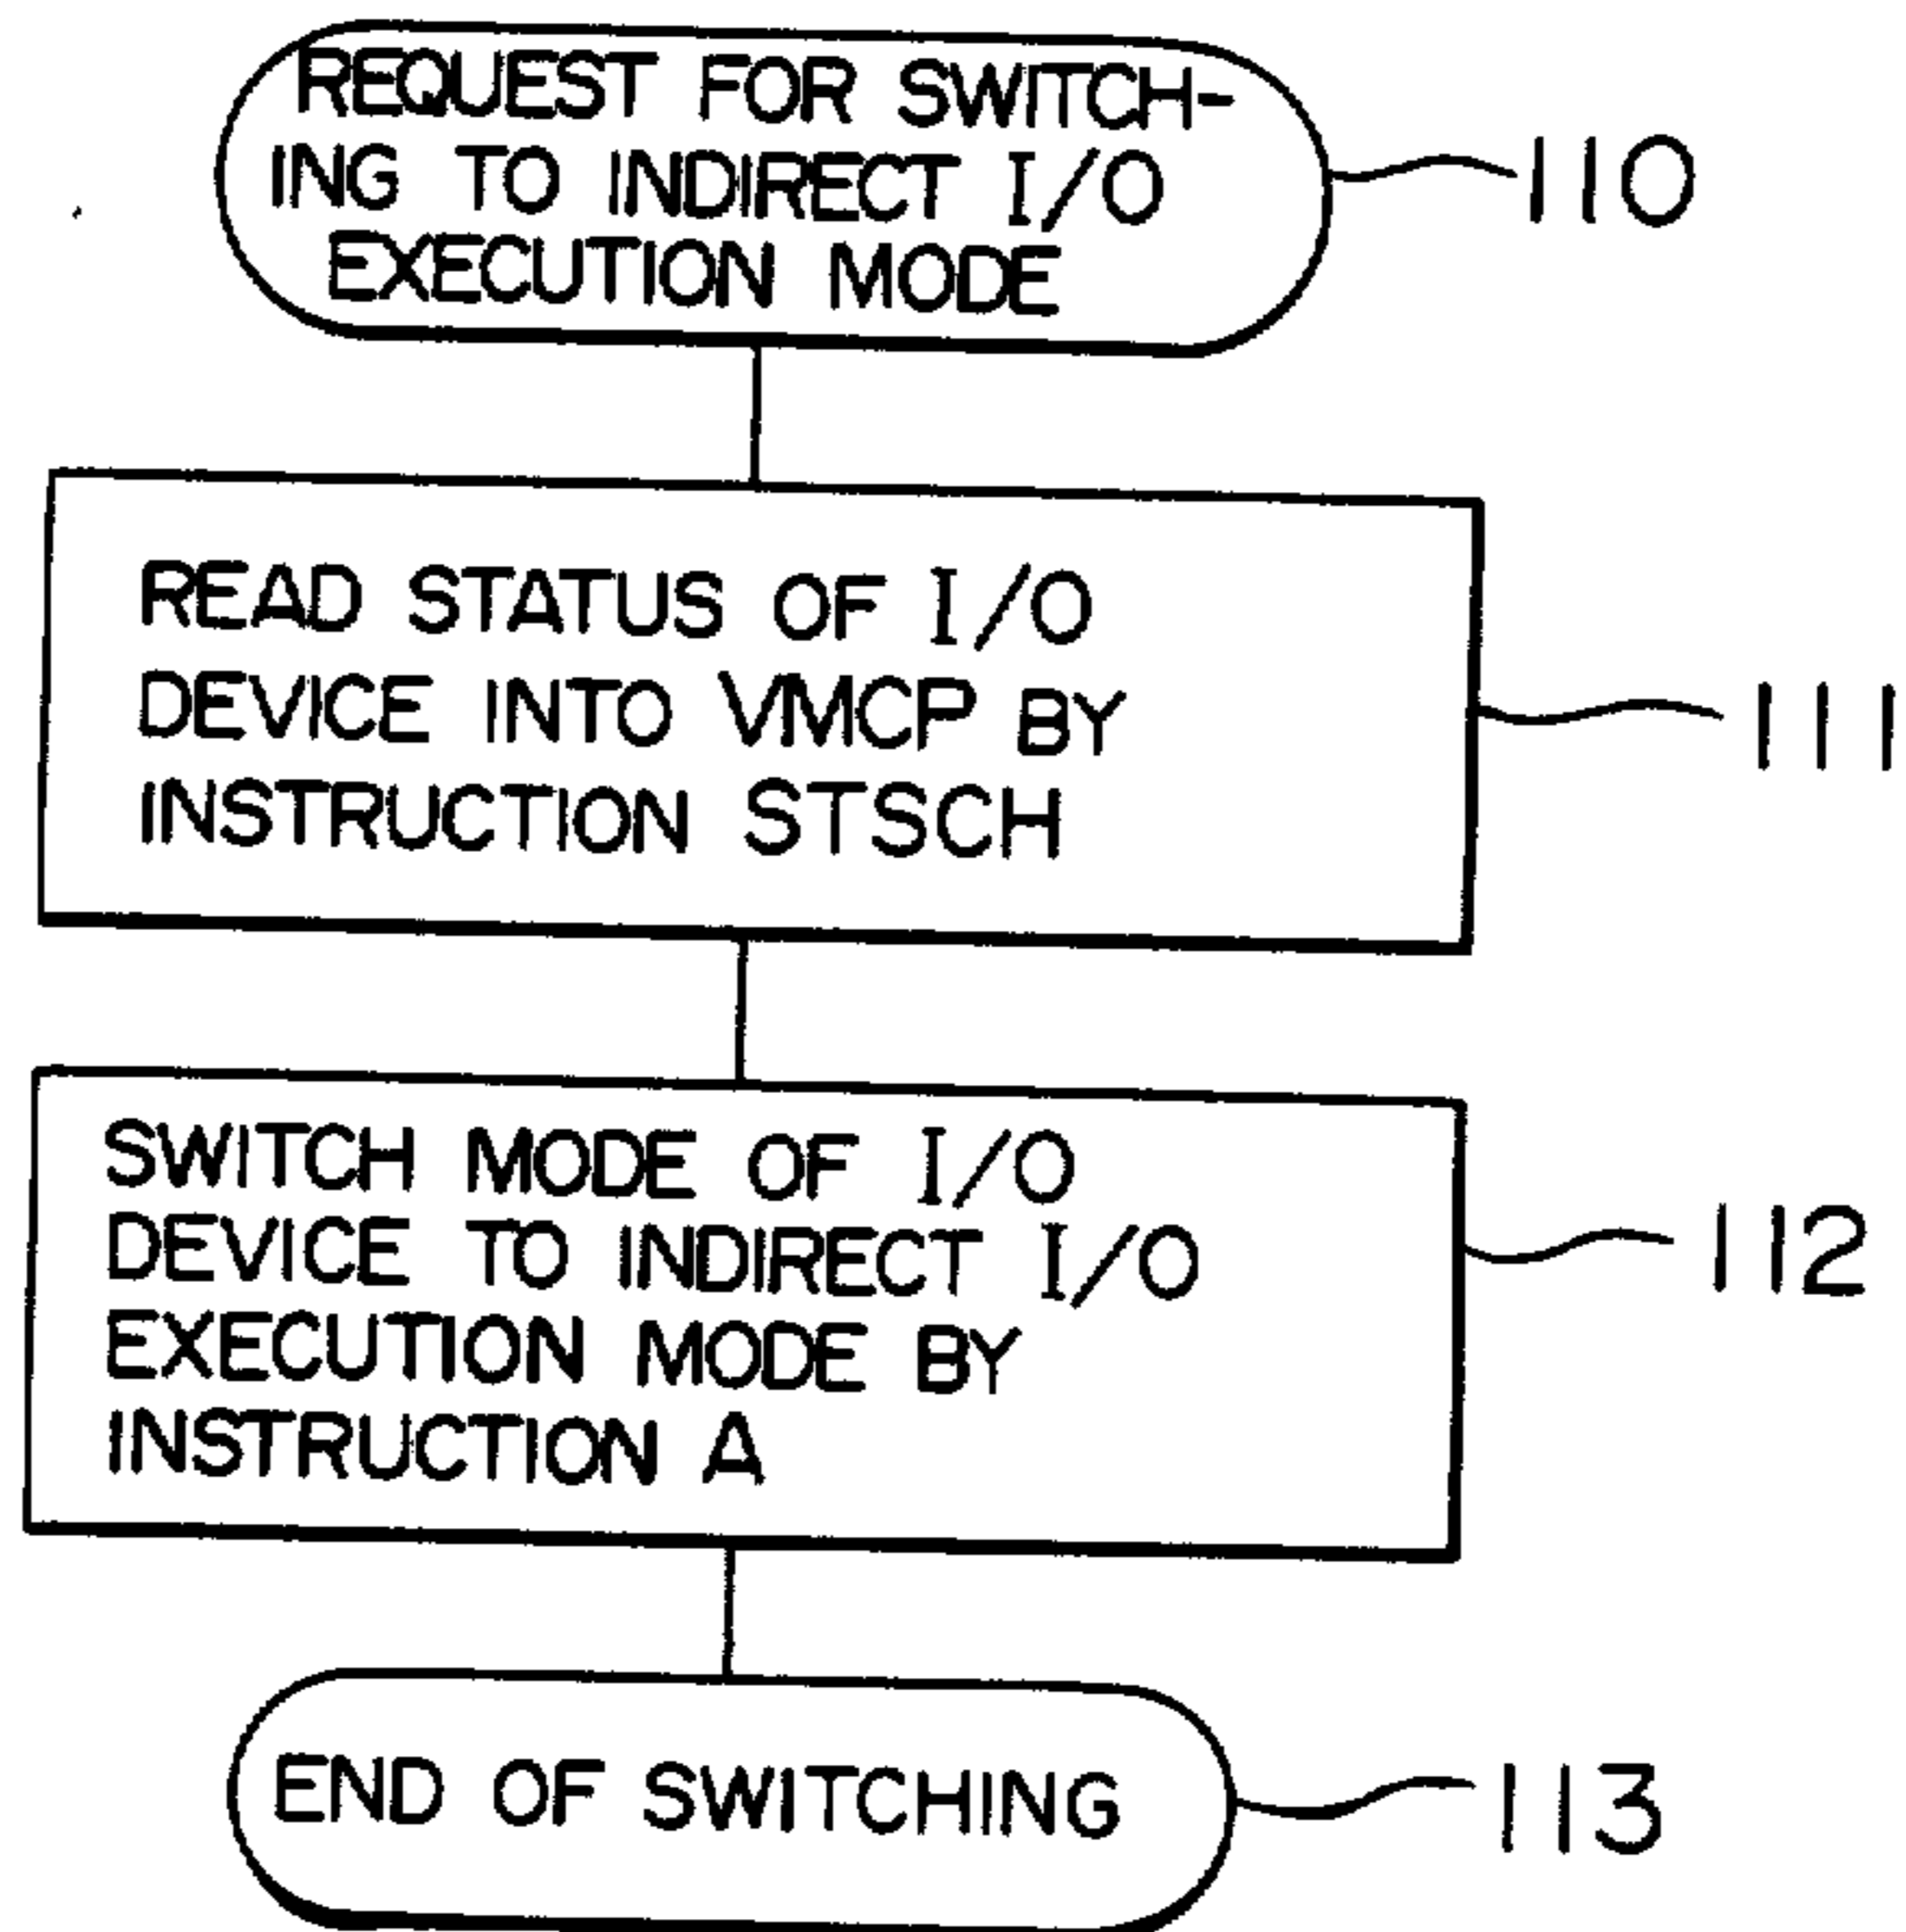 REQUEST FOR SWITCH-
ING TO INDIRECT I/O
EXECUTION MODE
110
READ STATUS OF I/O
DEVICE INTO VMCP BY
INSTRUCTION STSCH
111
SWITCH MODE OF I/O
DEVICE TO INDIRECT I/O
EXECUTION MODE BY
INSTRUCTION A
112
END OF SWITCHING
113